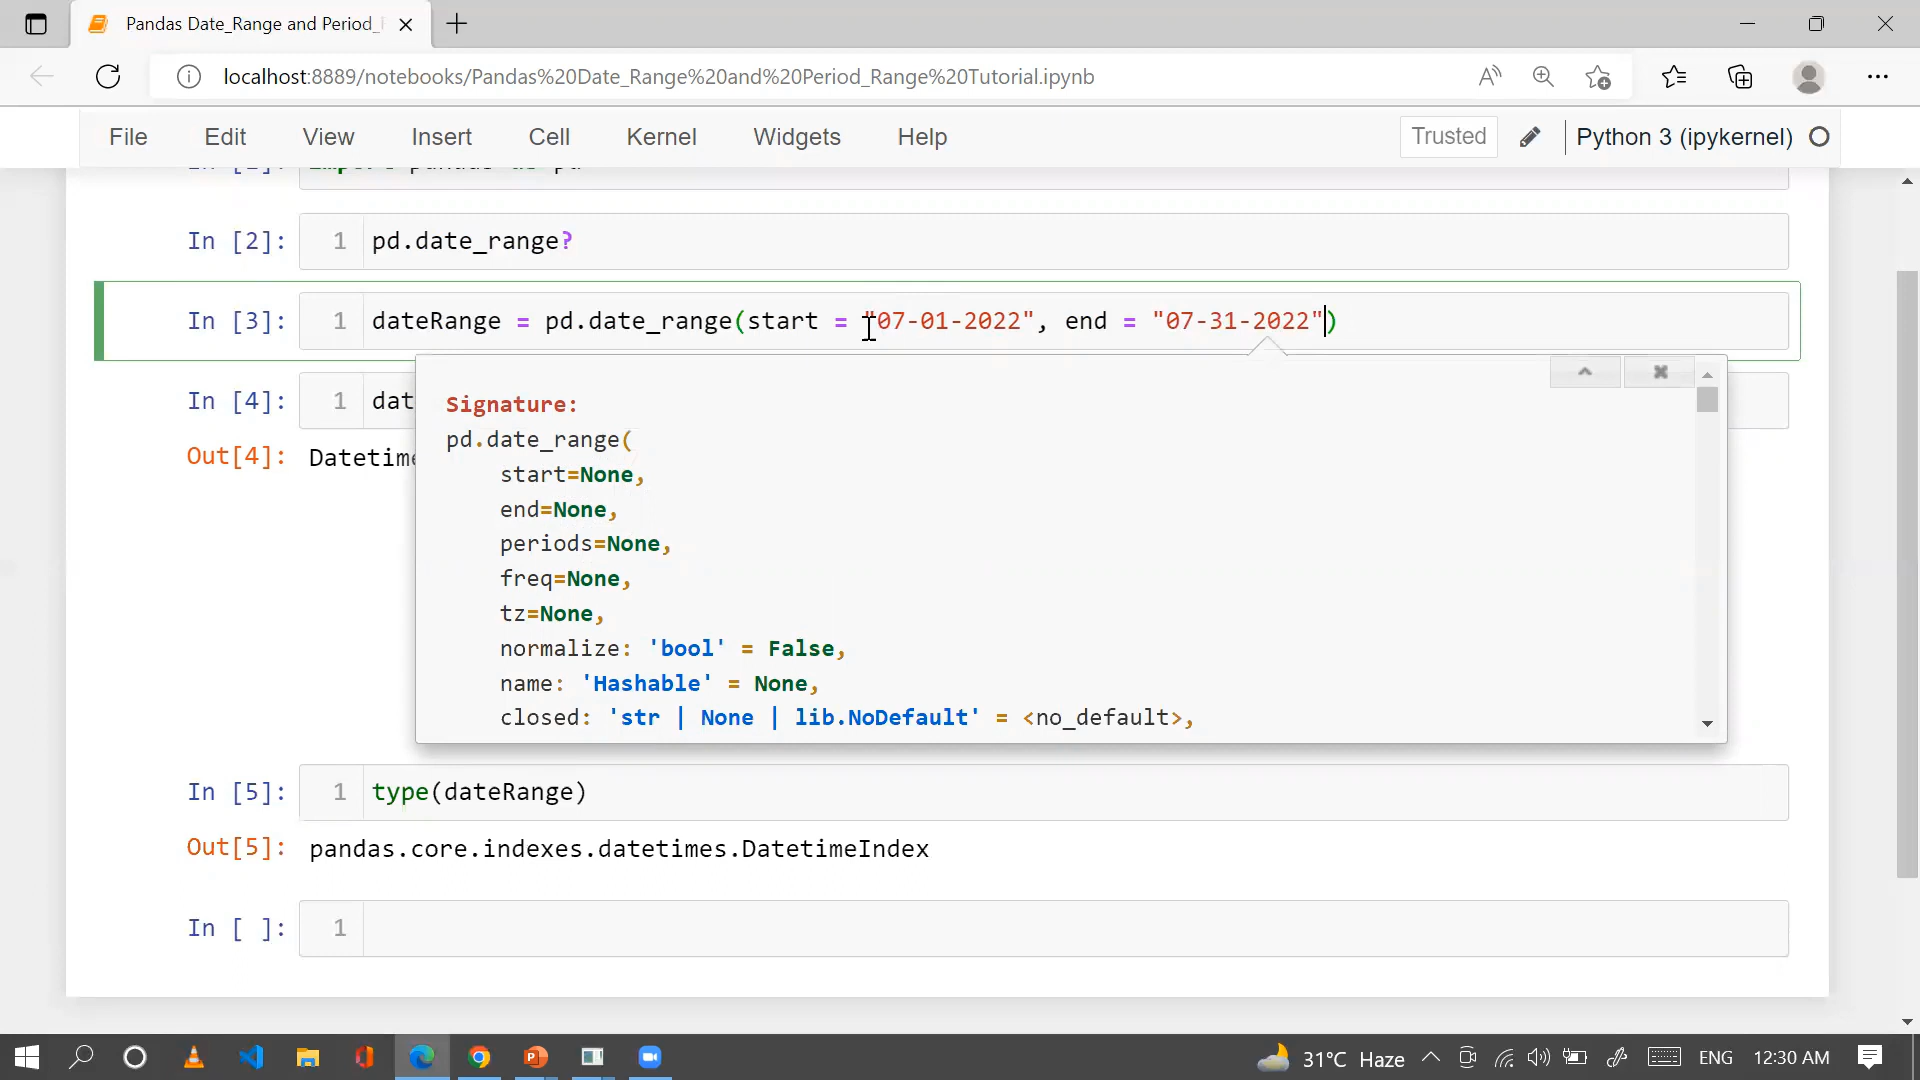 Pandas Date_Range and Period_
localhost:8889/notebooks/Pandas%20Date_Range%20and%20Period_Range%20Tutorial.ipynb
File Edit View Insert Cell Kernel Widgets Help Trusted Python 3 (ipykernel)
In [2]: 1 pd.date_range?
In [3]: 1 dateRange = pd.date_range(start = "07-01-2022", end = "07-31-2022")
In [4]: 1 dat
Out[4]: Datetime
Signature:
pd.date_range(
start=None,
end=None,
periods=None,
freq=None,
tz=None,
normalize: 'bool' = False,
name: 'Hashable' = None,
closed: 'str | None | lib.NoDefault' = <no_default>,
In [5]: 1 type(dateRange)
Out[5]: pandas.core.indexes.datetimes.DatetimeIndex
In [ ]: 1
31°C Haze ENG 12:30 AM